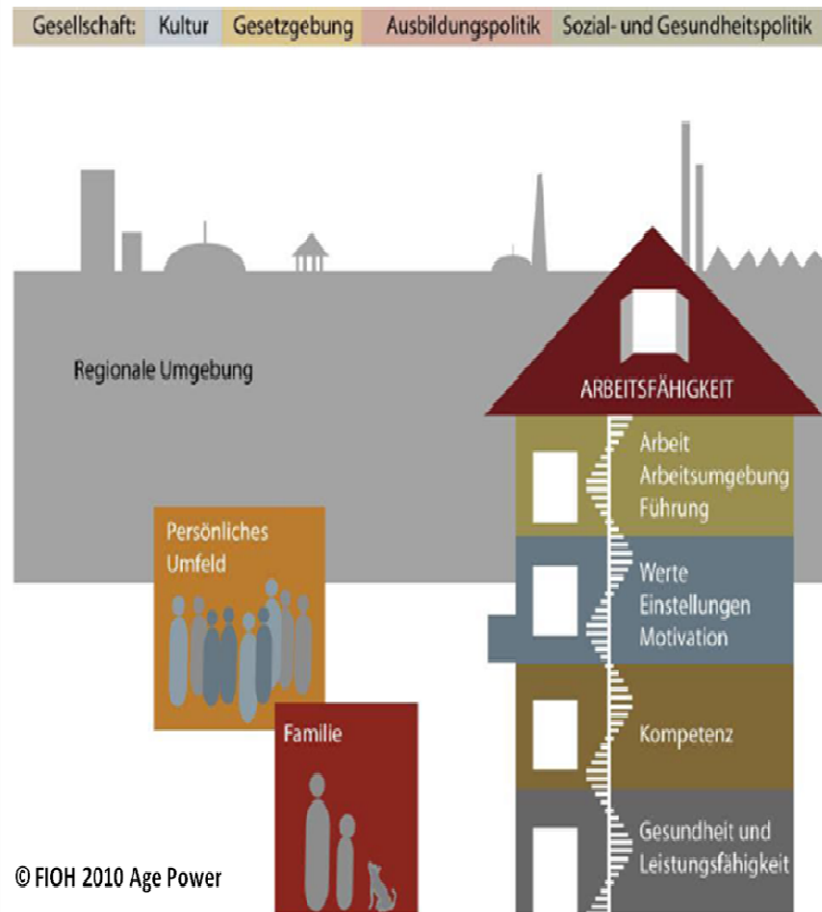 Gesellschaft: Kultur Gesetzgebung Ausbildungspolitik Sozial- und Gesundheitspolitik
Regionale Umgebung
ARBEITSFÄHIGKEIT
Arbeit
Arbeitsumgebung
Führung
Persönliches
Umfeld
Werte
Einstellungen
Motivation
Familie
Kompetenz
Gesundheit und
Leistungsfähigkeit
© FIOH 2010 Age Power